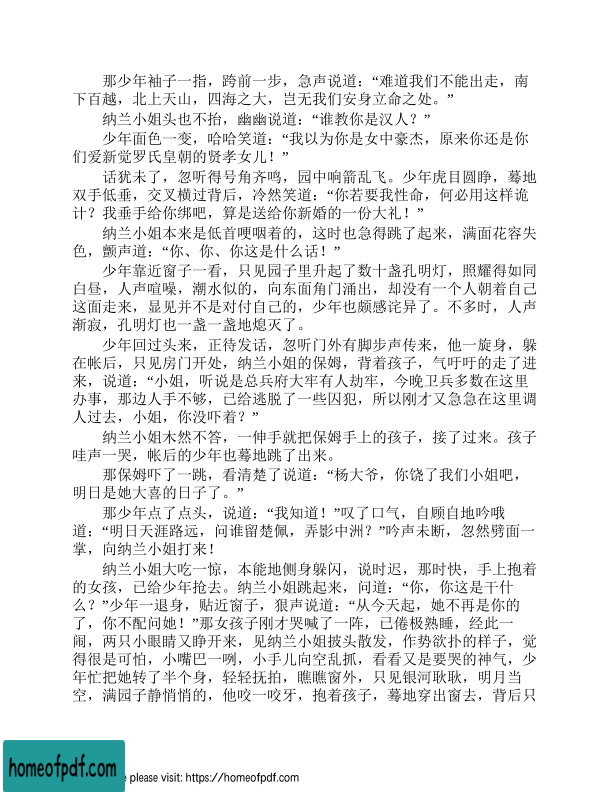 那少年袖子一指，跨前一步，急声说道：“难道我们不能出走，南
下百越，北上天山，四海之大，岂无我们安身立命之处。”
纳兰小姐头也不抬，幽幽说道：“谁教你是汉人？”
少年面色一变，哈哈笑道：“我以为你是女中豪杰，原来你还是你
们爱新觉罗氏皇朝的贤孝女儿！”
话犹未了，忽听得号角齐鸣，园中响箭乱飞。少年虎目圆睁，蓦地
双手低垂，交叉横过背后，冷然笑道：“你若要我性命，何必用这样诡
计？我垂手给你绑吧，算是送给你新婚的一份大礼！”
纳兰小姐本来是低首哽咽着的，这时也急得跳了起来，满面花容失
色，颤声道：“你、你、你这是什么话！”
少年靠近窗子一看，只见园子里升起了数十盏孔明灯，照耀得如同
白昼，人声喧噪，潮水似的，向东面角门涌出，却没有一个人朝着自己
这面走来，显见并不是对付自己的，少年也颇感诧异了。不多时，人声
渐寂，孔明灯也一盏一盏地熄灭了。
少年回过头来，正待发话，忽听门外有脚步声传来，他一旋身，躲
在帐后，只见房门开处，纳兰小姐的保姆，背着孩子，气吁吁的走了进
来，说道：“小姐，听说是总兵府大牢有人劫牢，今晚卫兵多数在这里
办事，那边人手不够，已给逃脱了一些囚犯，所以刚才又急急在这里调
人过去，小姐，你没吓着？”
纳兰小姐木然不答，一伸手就把保姆手上的孩子，接了过来。孩子
哇声一哭，帐后的少年也蓦地跳了出来。
那保姆吓了一跳，看清楚了说道：“杨大爷，你饶了我们小姐吧，
明日是她大喜的日子了。”
那少年点了点头，说道：“我知道！”叹了口气，自顾自地吟哦
道：“明日天涯路远，问谁留楚佩，弄影中洲？”吟声未断，忽然劈面一
掌，向纳兰小姐打来！
纳兰小姐大吃一惊，本能地侧身躲闪，说时迟，那时快，手上抱着
的女孩，已给少年抢去。纳兰小姐跳起来，问道：“你，你这是干什
么？”少年一退身，贴近窗子，狠声说道：“从今天起，她不再是你的
了，你不配问她！”那女孩子刚才哭喊了一阵，已倦极熟睡，经此一
闹，两只小眼睛又睁开来，见纳兰小姐披头散发，作势欲扑的样子，觉
得很是可怕，小嘴巴一咧，小手儿向空乱抓，看看又是要哭的神气，少
年忙把她转了半个身，轻轻抚拍，瞧瞧窗外，只见银河耿耿，明月当
空，满园子静悄悄的，他咬一咬牙，抱着孩子，蓦地穿出窗去，背后只
homeofpdf.com
please visit: https://homeofpdf.com